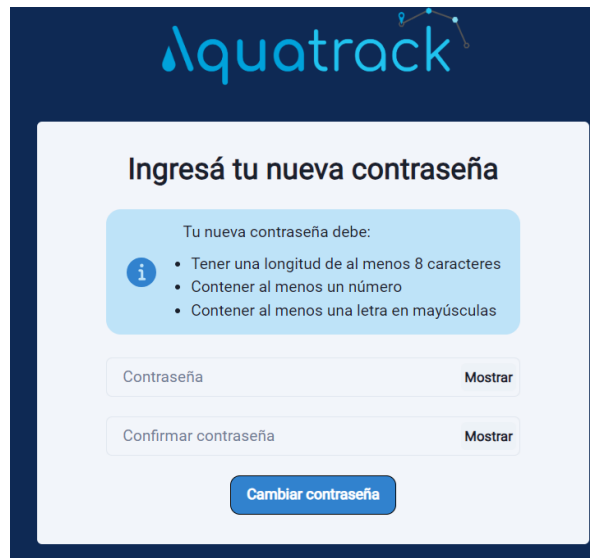 Aquatrack
Ingresá tu nueva contraseña
Tu nueva contraseña debe:
• Tener una longitud de al menos 8 caracteres
• Contener al menos un número
• Contener al menos una letra en mayúsculas
Contraseña Mostrar
Confirmar contraseña Mostrar
Cambiar contraseña